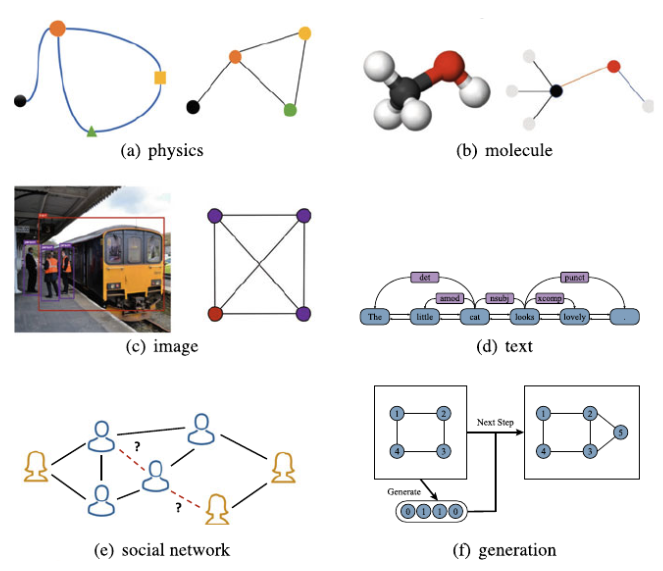 (a) physics
(b) molecule
(c) image
det
punct
amod
nsubj
xcomp
The
little
cat
looks
lovely
.
(d) text
?
?
(e) social network
1
2
4
3
Next Step
1
2
5
4
3
Generate
0
1
1
0
(f) generation